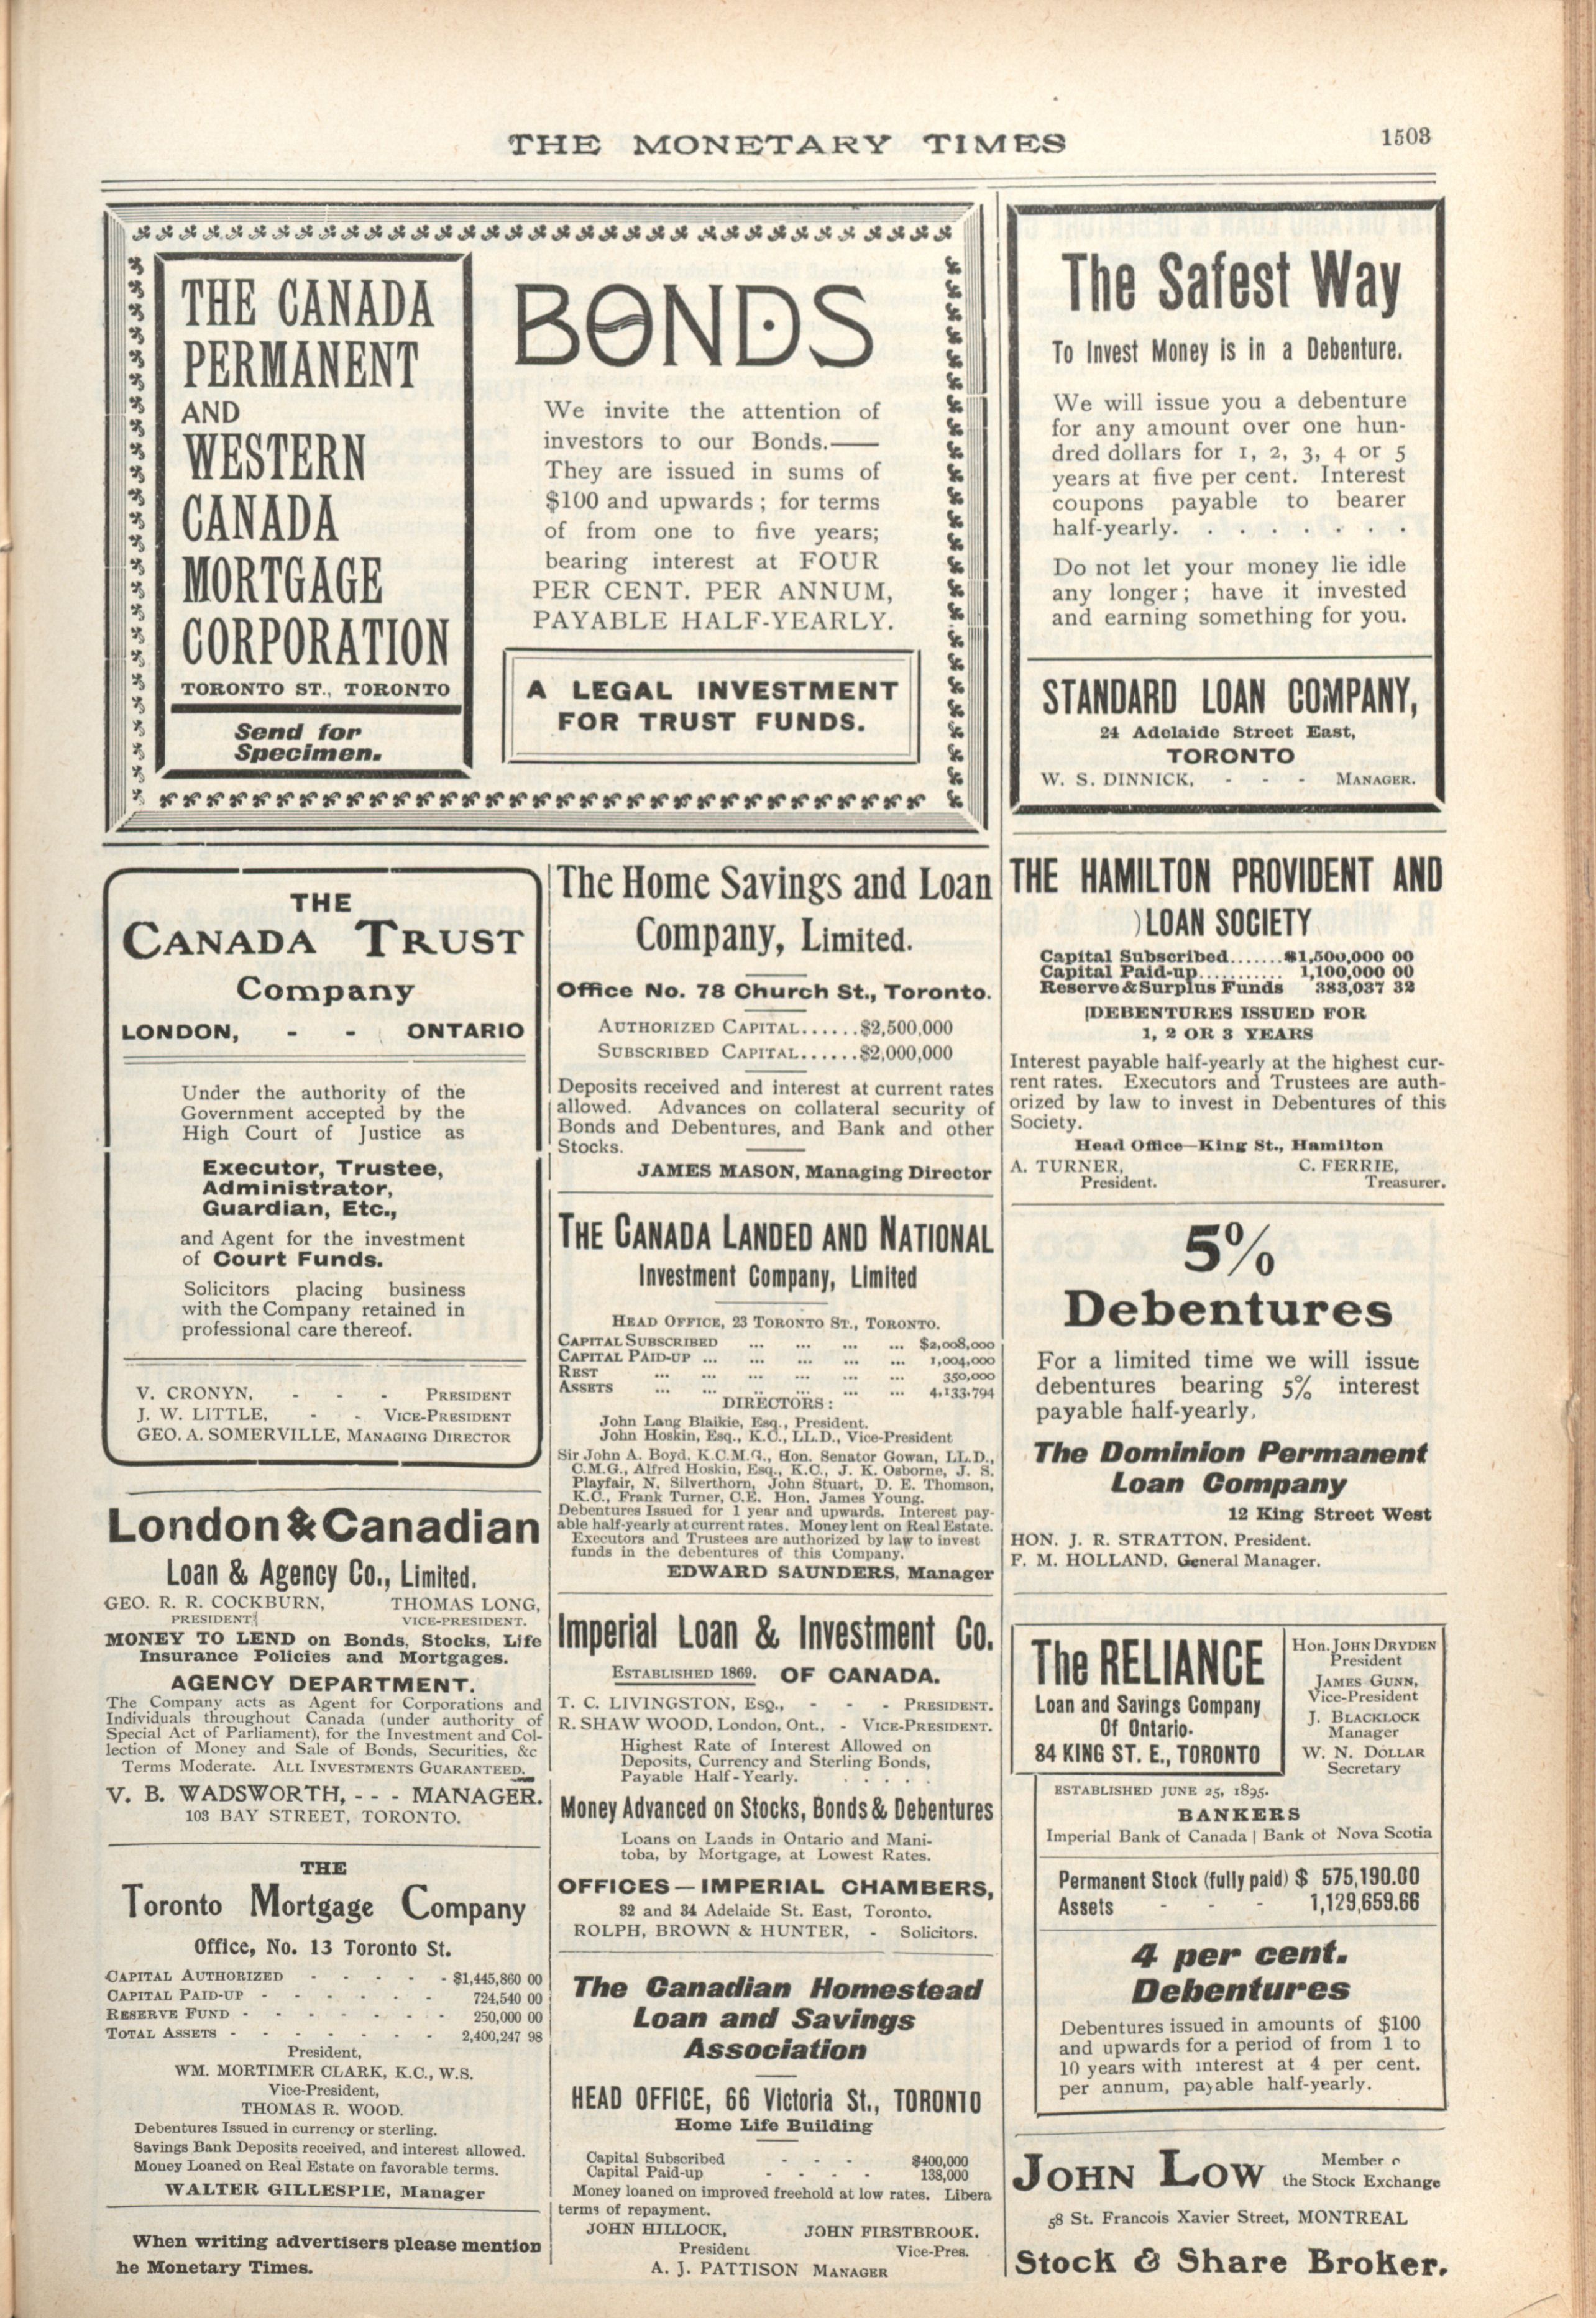 THE MONETARY TIMES
1503
THE CANADA
PERMANENT
AND
WESTERN
CANADA
MORTGAGE
CORPORATION
TORONTO ST., TORONTO
Send for
Specimen.
BONDS
We invite the attention of
investors to our Bonds.——
They are issued in sums of
$100 and upwards; for terms
of from one to five years;
bearing interest at FOUR
PER CENT. PER ANNUM,
PAYABLE HALF-YEARLY.
A LEGAL INVESTMENT
FOR TRUST FUNDS.
The Safest Way
To Invest Money is in a Debenture.
We will issue you a debenture
for any amount over one hun-
dred dollars for 1, 2, 3, 4 or 5
years at five per cent. Interest
coupons payable to bearer
half-yearly. . . . . . . .
Do not let your money lie idle
any longer; have it invested
and earning something for you.
STANDARD LOAN COMPANY,
24 Adelaide Street East,
TORONTO
W. S. DINNICK, - - - MANAGER.
THE
CANADA TRUST
Company
LONDON, - - ONTARIO
Under the authority of the
Government accepted by the
High Court of Justice as
Executor, Trustee,
Administrator,
Guardian, Etc.,
and Agent for the investment
of Court Funds.
Solicitors placing business
with the Company retained in
professional care thereof.
V. CRONYN, - - - PRESIDENT
J. W. LITTLE, - - VICE-PRESIDENT
GEO. A. SOMERVILLE, MANAGING DIRECTOR
London & Canadian
Loan & Agency Co., Limited.
GEO. R. R. COCKBURN, THOMAS LONG,
PRESIDENT VICE-PRESIDENT.
MONEY TO LEND on Bonds, Stocks, Life
Insurance Policies and Mortgages.
AGENCY DEPARTMENT.
The Company acts as Agent for Corporations and
Individuals throughout Canada (under authority of
Special Act of Parliament), for the Investment and Col-
lection of Money and Sale of Bonds, Securities, &c
Terms Moderate. ALL INVESTMENTS GUARANTEED.
V. B. WADSWORTH, - - - MANAGER.
103 BAY STREET, TORONTO.
THE
Toronto Mortgage Company
Office, No. 13 Toronto St.
CAPITAL AUTHORIZED - - - - - $1,445,860 00
CAPITAL PAID-UP - - - - - - 724,540 00
RESERVE FUND - - - - - - - 250,000 00
TOTAL ASSETS - - - - - - - 2,400,247 98
President,
WM. MORTIMER CLARK, K.C., W.S.
Vice-President,
THOMAS R. WOOD.
Debentures Issued in currency or sterling.
Savings Bank Deposits received, and interest allowed.
Money Loaned on Real Estate on favorable terms.
WALTER GILLESPIE, Manager
When writing advertisers please mention
he Monetary Times.
The Home Savings and Loan
Company, Limited.
Office No. 78 Church St., Toronto.
AUTHORIZED CAPITAL......$2,500,000
SUBSCRIBED CAPITAL......$2,000,000
Deposits received and interest at current rates
allowed. Advances on collateral security of
Bonds and Debentures, and Bank and other
Stocks.
JAMES MASON, Managing Director
THE CANADA LANDED AND NATIONAL
Investment Company, Limited
HEAD OFFICE, 23 TORONTO ST., TORONTO.
CAPITAL SUBSCRIBED ... ... ... ... $2,008,000
CAPITAL PAID-UP ... ... ... ... ... 1,004,000
REST ... ... ... ... ... ... 350,000
ASSETS ... ... ... ... ... ... 4,133,794
DIRECTORS:
John Lang Blaikie, Esq., President.
John Hoskin, Esq., K.C., LL.D., Vice-President
Sir John A. Boyd, K.C.M.G., Hon. Senator Gowan, LL.D.,
C.M.G., Alfred Hoskin, Esq., K.C., J. K. Osborne, J. S.
Playfair, N. Silverthorn, John Stuart, D. E. Thomson,
K.C., Frank Turner, C.E. Hon. James Young.
Debentures Issued for 1 year and upwards. Interest pay-
able half-yearly at current rates. Money lent on Real Estate.
Executors and Trustees are authorized by law to invest
funds in the debentures of this Company.
EDWARD SAUNDERS, Manager
Imperial Loan & Investment Co.
ESTABLISHED 1869. OF CANADA.
T. C. LIVINGSTON, ESQ., - - - PRESIDENT.
R. SHAW WOOD, London, Ont., - VICE-PRESIDENT.
Highest Rate of Interest Allowed on
Deposits, Currency and Sterling Bonds,
Payable Half-Yearly. . . . . .
Money Advanced on Stocks, Bonds & Debentures
Loans on Lands in Ontario and Mani-
toba, by Mortgage, at Lowest Rates.
OFFICES—IMPERIAL CHAMBERS,
32 and 34 Adelaide St. East, Toronto.
ROLPH, BROWN & HUNTER, - Solicitors.
The Canadian Homestead
Loan and Savings
Association
HEAD OFFICE, 66 Victoria St., TORONTO
Home Life Building
Capital Subscribed - - - $400,000
Capital Paid-up - - - - 138,000
Money loaned on improved freehold at low rates. Libera
terms of repayment.
JOHN HILLOCK, JOHN FIRSTBROOK,
President Vice-Pres.
A. J. PATTISON MANAGER
THE HAMILTON PROVIDENT AND
LOAN SOCIETY
Capital Subscribed.......$1,500,000 00
Capital Paid-up........... 1,100,000 00
Reserve & Surplus Funds 383,037 32
DEBENTURES ISSUED FOR
1, 2 OR 3 YEARS
Interest payable half-yearly at the highest cur-
rent rates. Executors and Trustees are auth-
orized by law to invest in Debentures of this
Society.
Head Office—King St., Hamilton
A. TURNER, C. FERRIE,
President. Treasurer.
5%
Debentures
For a limited time we will issue
debentures bearing 5% interest
payable half-yearly.
The Dominion Permanent
Loan Company
12 King Street West
HON. J. R. STRATTON, President.
F. M. HOLLAND, General Manager.
The RELIANCE
Loan and Savings Company
Of Ontario.
84 KING ST. E., TORONTO
Hon. JOHN DRYDEN
President
JAMES GUNN,
Vice-President
J. BLACKLOCK
Manager
W. N. DOLLAR
Secretary
ESTABLISHED JUNE 25, 1895.
BANKERS
Imperial Bank of Canada | Bank of Nova Scotia
Permanent Stock (fully paid) $ 575,190.00
Assets - - - 1,129,659.66
4 per cent.
Debentures
Debentures issued in amounts of $100
and upwards for a period of from 1 to
10 years with interest at 4 per cent.
per annum, payable half-yearly.
JOHN LOW
Member
the Stock Exchange
58 St. Francois Xavier Street, MONTREAL
Stock & Share Broker.